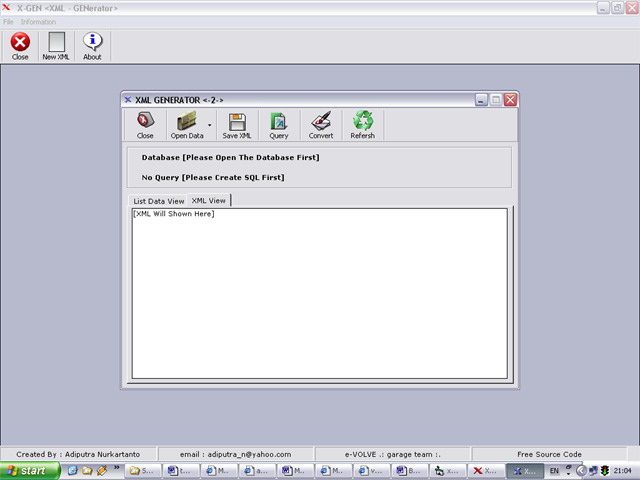 X-GEN <XML - GENerator>
File Information
Close New XML About
XML GENERATOR <-2->
Close Open Data Save XML Query Convert Refersh
Database [Please Open The Database First]
No Query [Please Create SQL First]
List Data View XML View
[XML Will Shown Here]
Created By : Adiputra Nurkartanto email : adiputra_n@yahoo.com e-VOLVE .: garage team :. Free Source Code
start S... t... M... a... M... M... v... B... x... X... X... EN 21:04